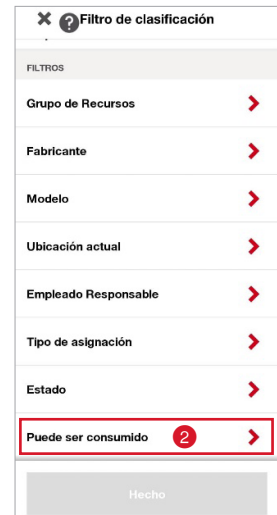 Filtro de clasificación
FILTROS
Grupo de Recursos
Fabricante
Modelo
Ubicación actual
Empleado Responsable
Tipo de asignación
Estado
Puede ser consumido 2
Hecho